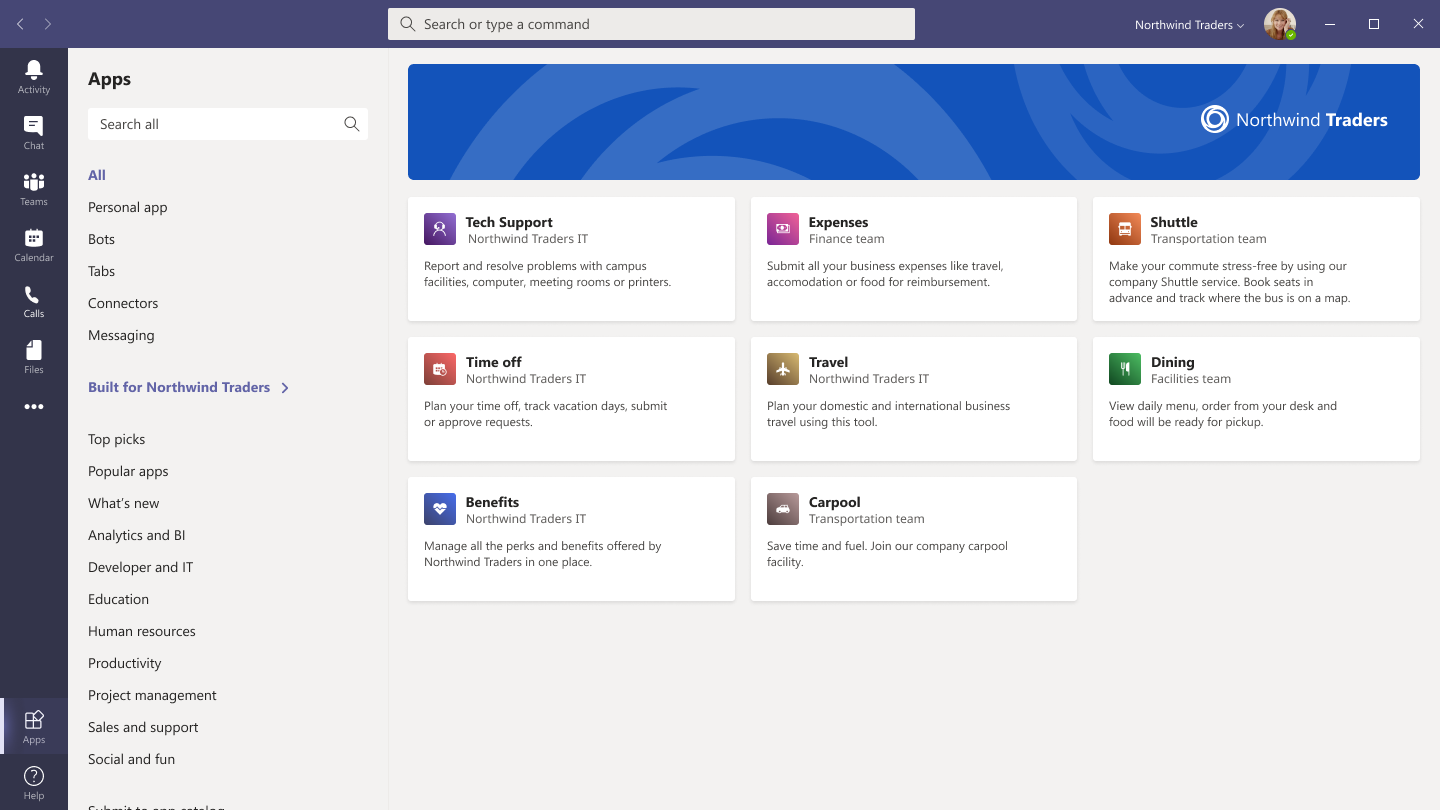 Search or type a command
Northwind Traders
Activity
Chat
Teams
Calendar
Calls
Files
Apps
Help
Apps
Search all
All
Personal app
Bots
Tabs
Connectors
Messaging
Built for Northwind Traders
Top picks
Popular apps
What's new
Analytics and BI
Developer and IT
Education
Human resources
Productivity
Project management
Sales and support
Social and fun
Submit to app catalog
Northwind Traders
Tech Support
Northwind Traders IT
Report and resolve problems with campus
facilities, computer, meeting rooms or printers.
Expenses
Finance team
Submit all your business expenses like travel,
accomodation or food for reimbursement.
Shuttle
Transportation team
Make your commute stress-free by using our
company Shuttle service. Book seats in
advance and track where the bus is on a map.
Time off
Northwind Traders IT
Plan your time off, track vacation days, submit
or approve requests.
Travel
Northwind Traders IT
Plan your domestic and international business
travel using this tool.
Dining
Facilities team
View daily menu, order from your desk and
food will be ready for pickup.
Benefits
Northwind Traders IT
Manage all the perks and benefits offered by
Northwind Traders in one place.
Carpool
Transportation team
Save time and fuel. Join our company carpool
facility.